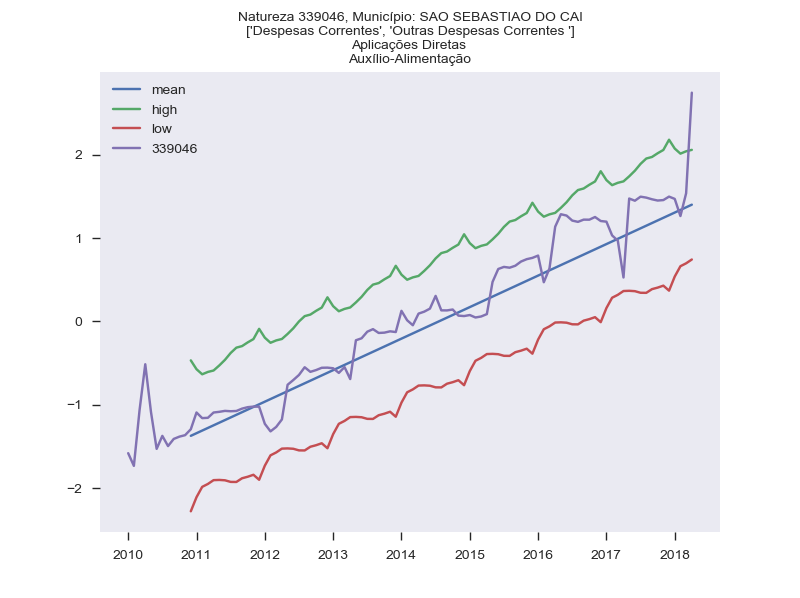 Natureza 339046, Município: SAO SEBASTIAO DO CAI
['Despesas Correntes', 'Outras Despesas Correntes ']
Aplicações Diretas
Auxílio-Alimentação
mean
high
low
339046
2
1
0
−1
−2
2010 2011 2012 2013 2014 2015 2016 2017 2018